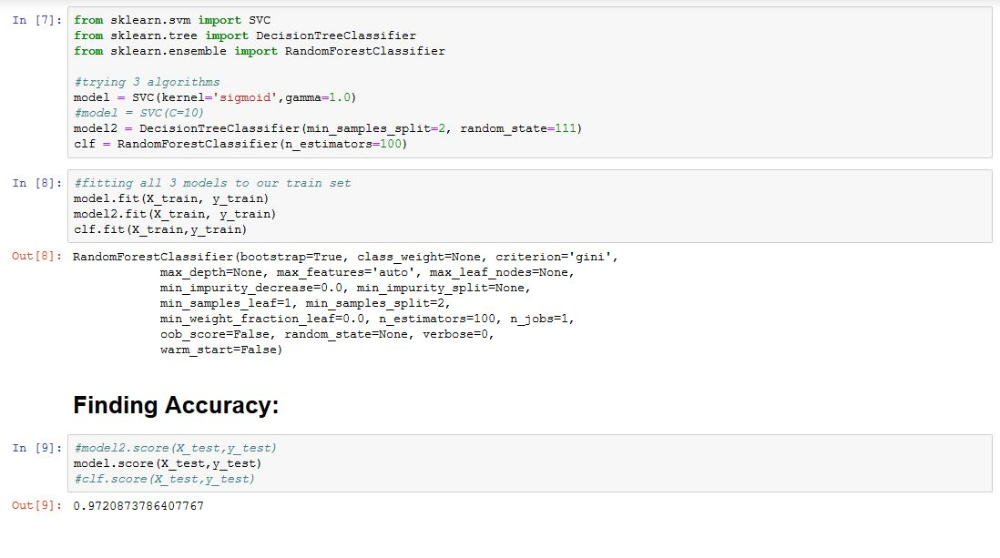 In [7]: from sklearn.svm import SVC
from sklearn.tree import DecisionTreeClassifier
from sklearn.ensemble import RandomForestClassifier
#trying 3 algorithms
model = SVC(kernel='sigmoid',gamma=1.0)
#model = SVC(C=10)
model2 = DecisionTreeClassifier(min_samples_split=2, random_state=111)
clf = RandomForestClassifier(n_estimators=100)
In [8]: #fitting all 3 models to our train set
model.fit(X_train, y_train)
model2.fit(X_train, y_train)
clf.fit(X_train,y_train)
Out[8]: RandomForestClassifier(bootstrap=True, class_weight=None, criterion='gini',
max_depth=None, max_features='auto', max_leaf_nodes=None,
min_impurity_decrease=0.0, min_impurity_split=None,
min_samples_leaf=1, min_samples_split=2,
min_weight_fraction_leaf=0.0, n_estimators=100, n_jobs=1,
oob_score=False, random_state=None, verbose=0,
warm_start=False)
Finding Accuracy:
In [9]: #model2.score(X_test,y_test)
model.score(X_test,y_test)
#clf.score(X_test,y_test)
Out[9]: 0.9720873786407767